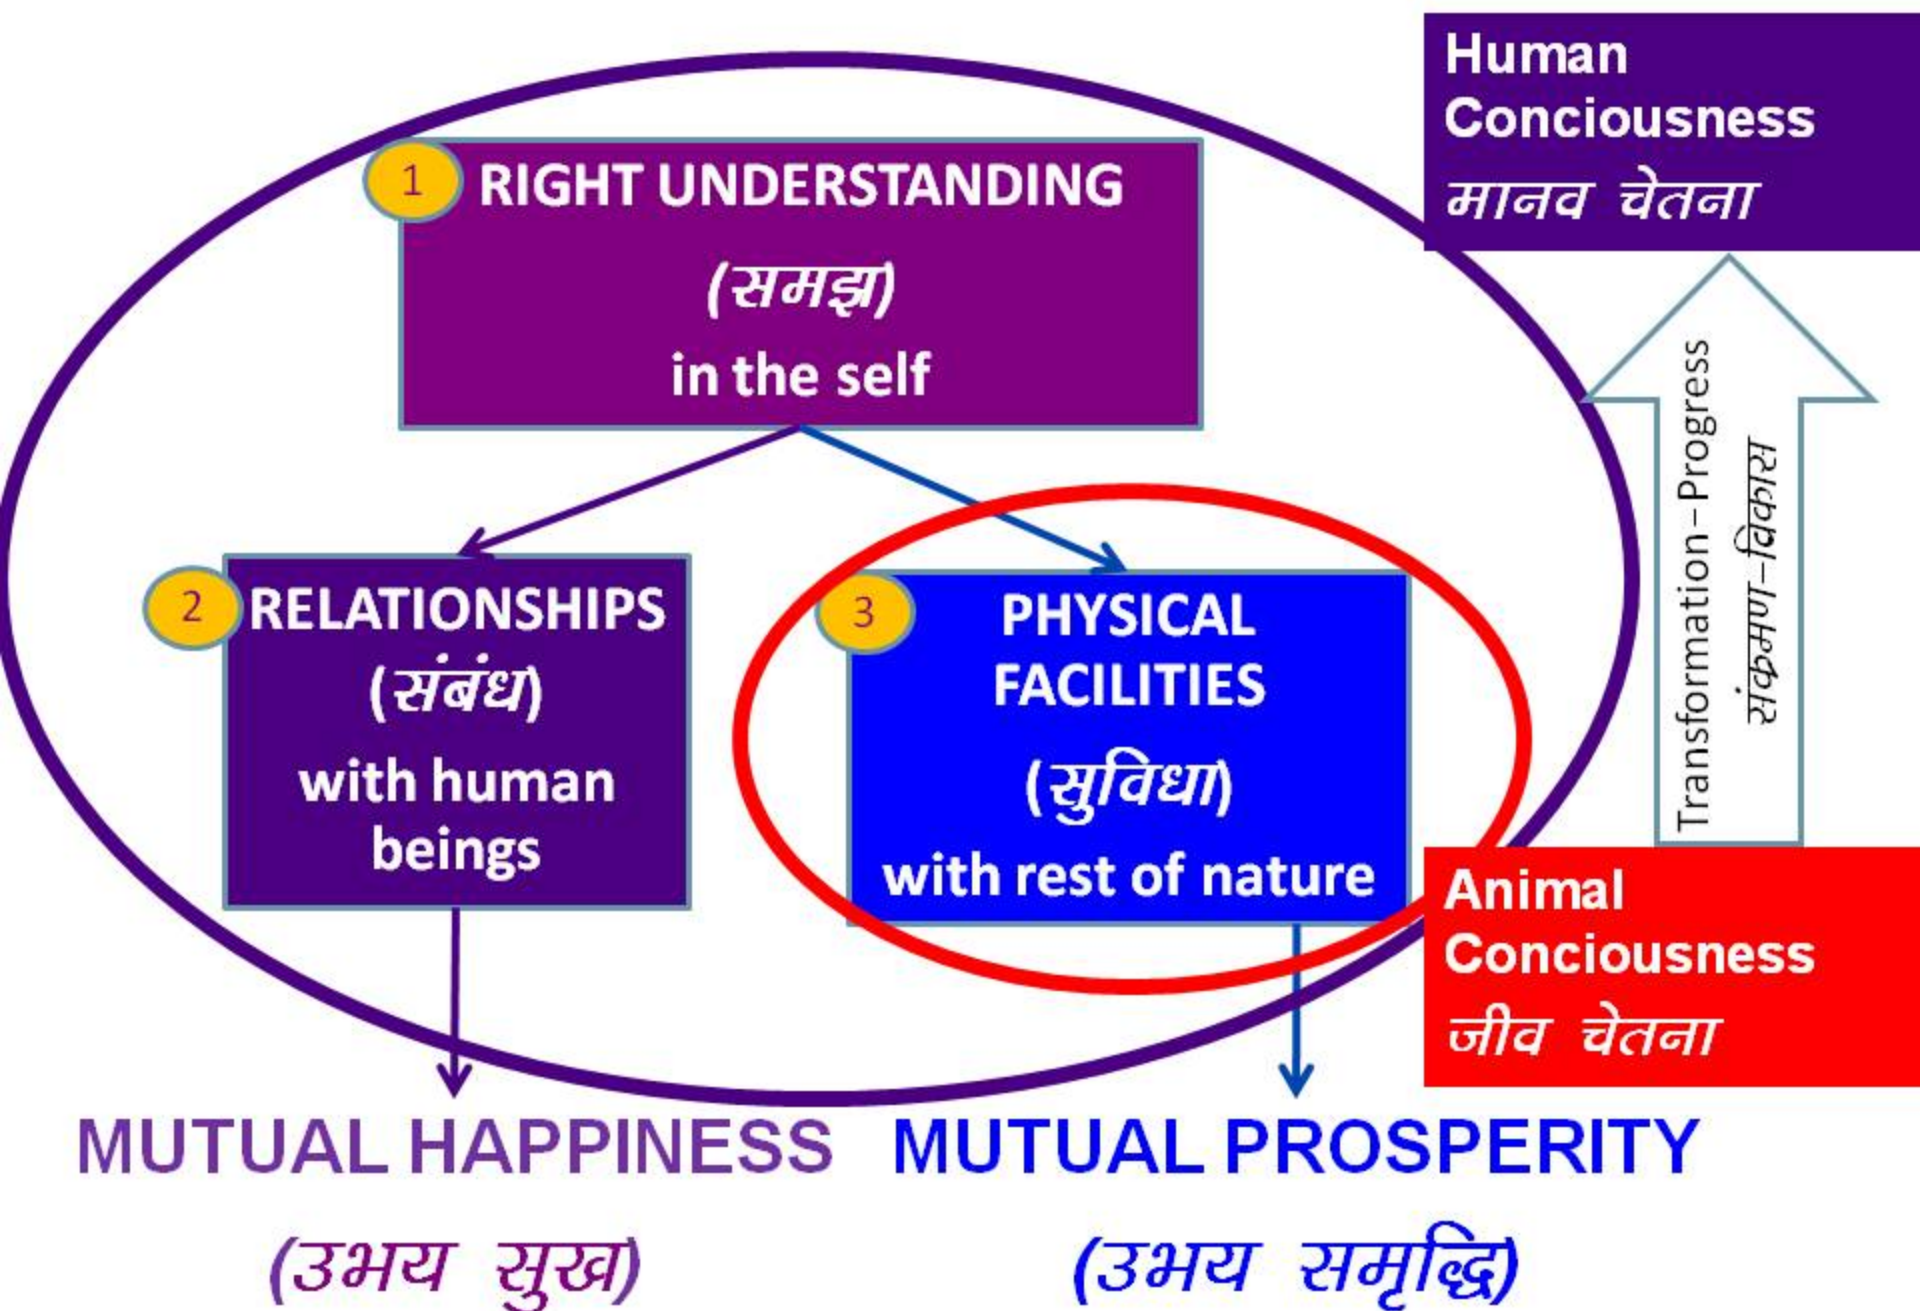 Human
Conciousness
मानव चेतना
1
RIGHT UNDERSTANDING
(समझ)
in the self
2
RELATIONSHIPS
(संबंध)
with human
beings
3
PHYSICAL
FACILITIES
(सुविधा)
with rest of nature
Transformation–Progress
संक्रमण–विकास
Animal
Conciousness
जीव चेतना
MUTUAL HAPPINESS
(उभय सुख)
MUTUAL PROSPERITY
(उभय समृद्धि)